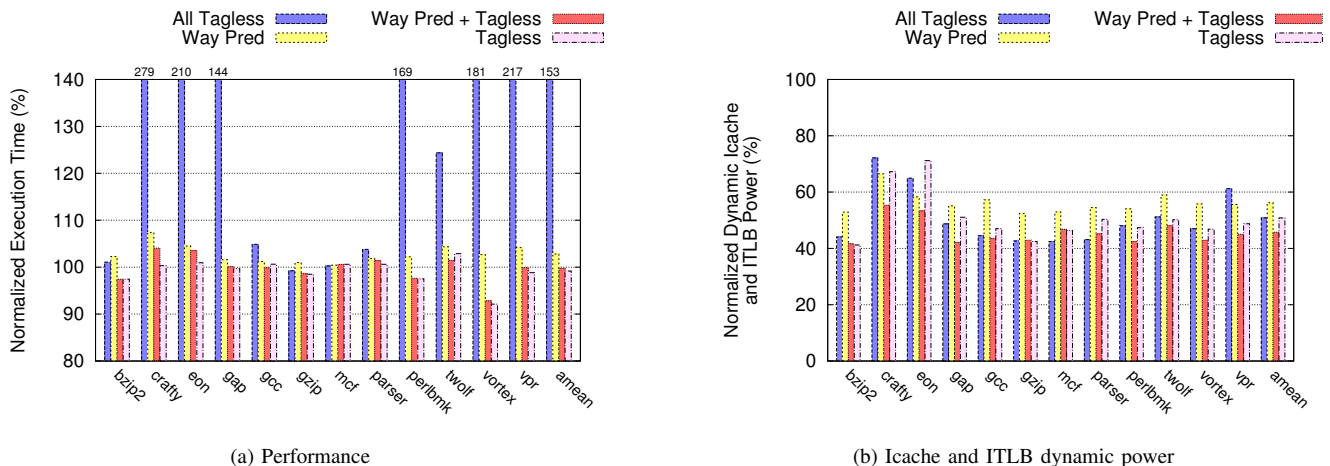 All Tagless
Way Pred
Way Pred + Tagless
Tagless
279 210 144 169 181 217 153
Normalized Execution Time (%)
140
130
120
110
100
90
80
bzip2 crafty eon gap gcc gzip mcf parser perlbmk twolf vortex vpr amean
(a) Performance
All Tagless
Way Pred
Way Pred + Tagless
Tagless
Normalized Dynamic Icache
and ITLB Power (%)
100
80
60
40
20
0
bzip2 crafty eon gap gcc gzip mcf parser perlbmk twolf vortex vpr amean
(b) Icache and ITLB dynamic power